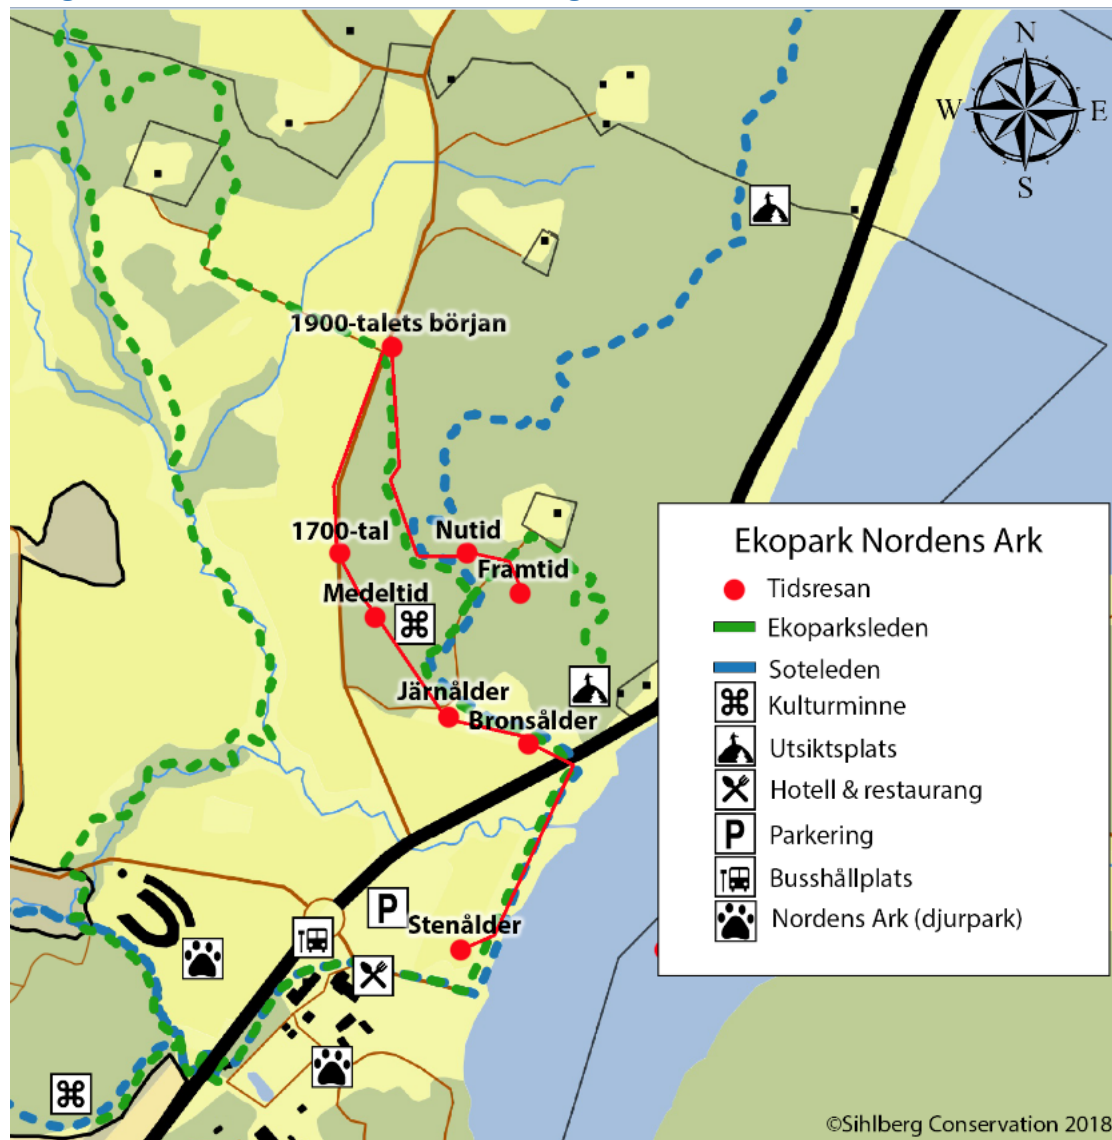 N
W
E
S
1900-talets början
1700-tal
Nutid
Framtid
Medeltid
Järnålder
Bronsålder
Stenålder
P
Ekopark Nordens Ark
Tidsresan
Ekoparksleden
Soteleden
Kulturminne
Utsiktsplats
Hotell & restaurang
P
Parkering
Busshållplats
Nordens Ark (djurpark)
©Sihlberg Conservation 2018